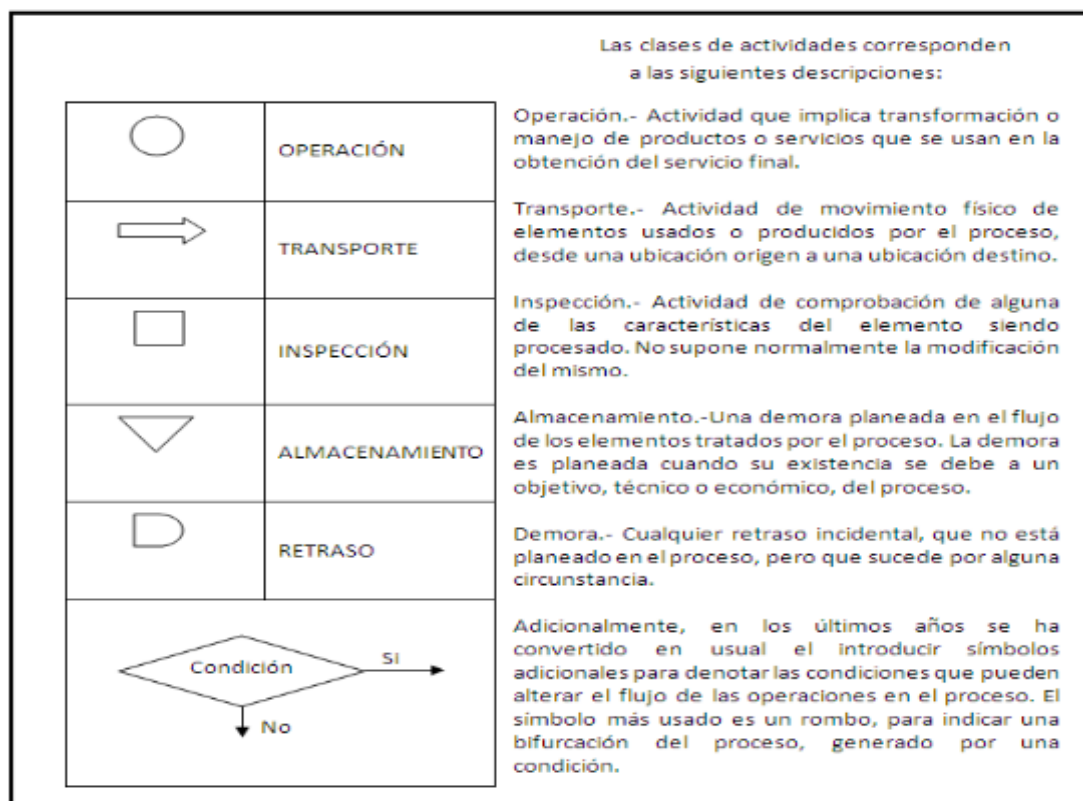 Las clases de actividades corresponden
a las siguientes descripciones:
OPERACIÓN
Operación.- Actividad que implica transformación o
manejo de productos o servicios que se usan en la
obtención del servicio final.
TRANSPORTE
Transporte.- Actividad de movimiento físico de
elementos usados o producidos por el proceso,
desde una ubicación origen a una ubicación destino.
INSPECCIÓN
Inspección.- Actividad de comprobación de alguna
de las características del elemento siendo
procesado. No supone normalmente la modificación
del mismo.
ALMACENAMIENTO
Almacenamiento.-Una demora planeada en el flujo
de los elementos tratados por el proceso. La demora
es planeada cuando su existencia se debe a un
objetivo, técnico o económico, del proceso.
RETRASO
Demora.- Cualquier retraso incidental, que no está
planeado en el proceso, pero que sucede por alguna
circunstancia.
Condición
Si
No
Adicionalmente, en los últimos años se ha
convertido en usual el introducir símbolos
adicionales para denotar las condiciones que pueden
alterar el flujo de las operaciones en el proceso. El
símbolo más usado es un rombo, para indicar una
bifurcación del proceso, generado por una
condición.